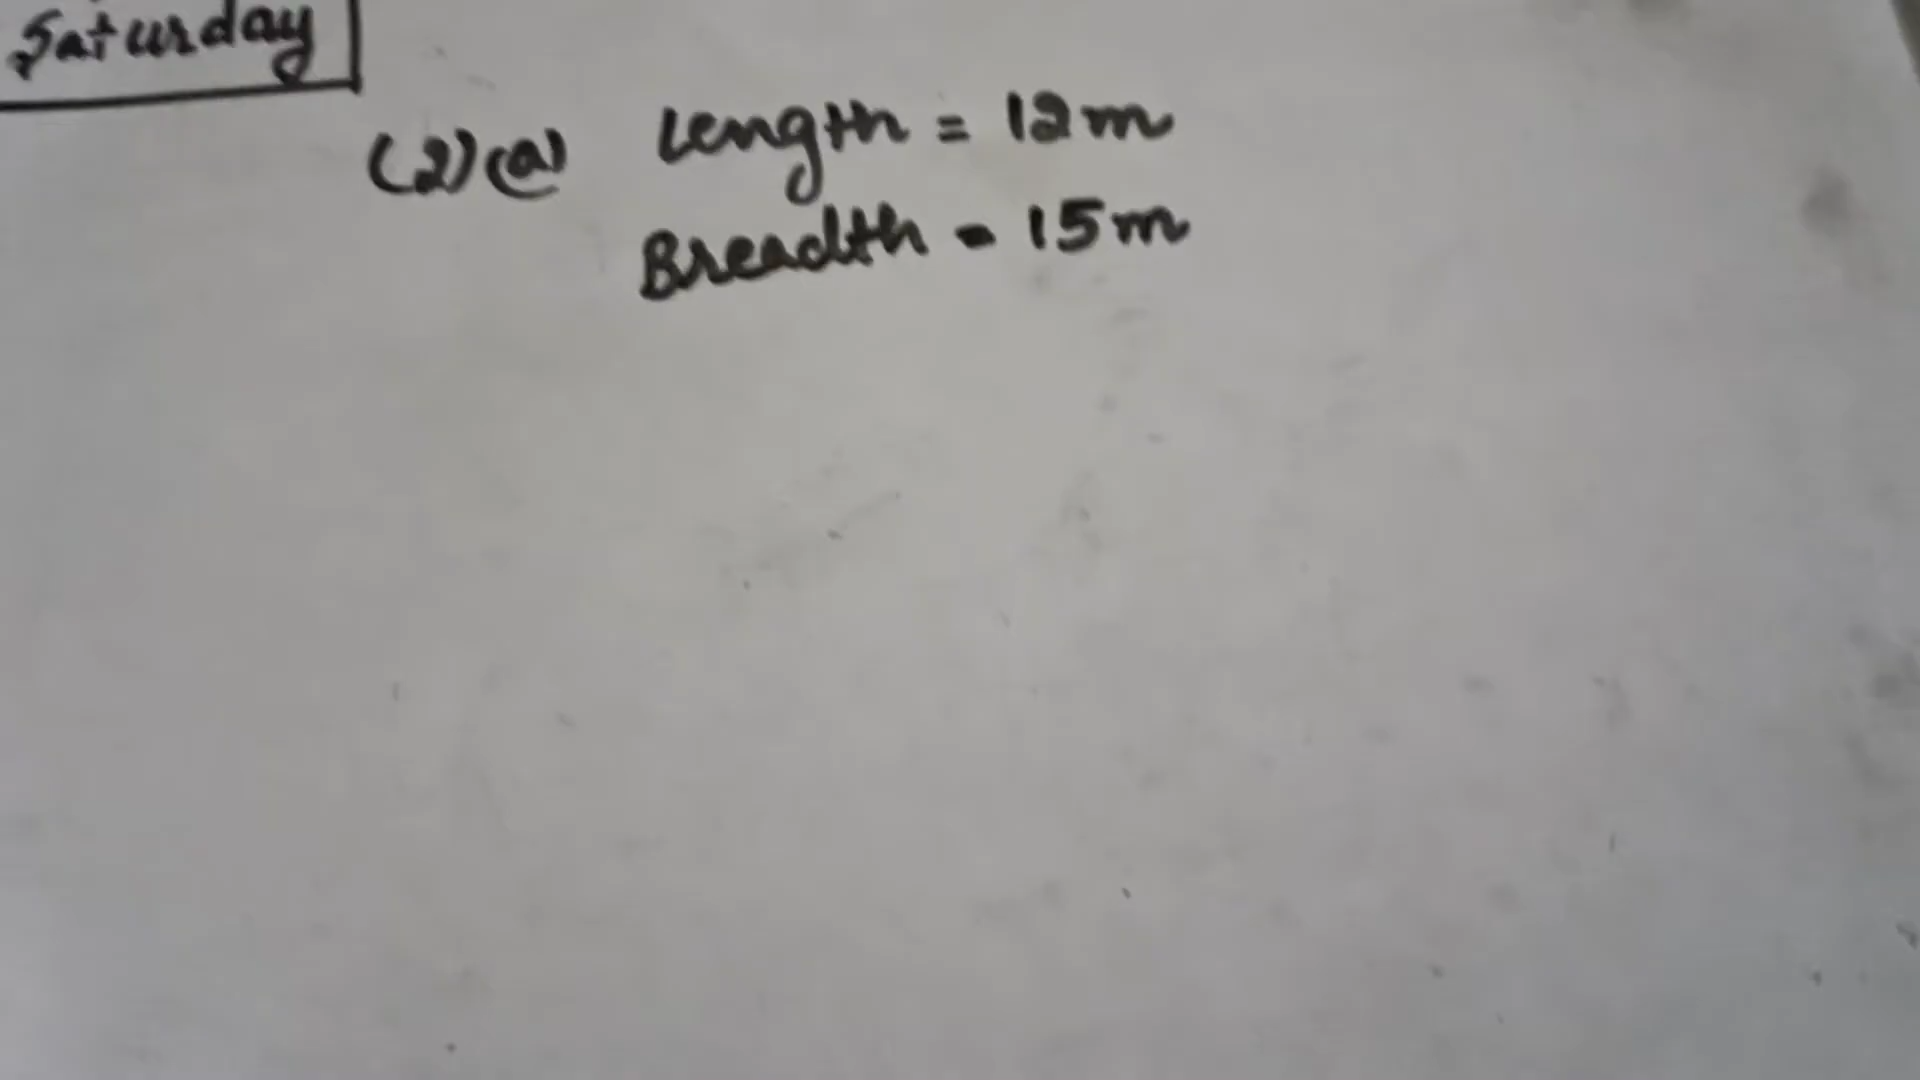 Saturday
(2) (a) Length = 12m
Breadth = 15m